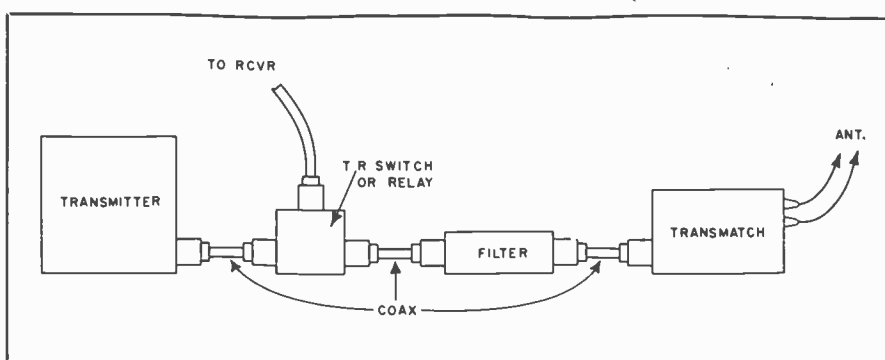 TO RCVR
ANT.
T R SWITCH
OR RELAY
TRANSMITTER
TRANSMATCH
FILTER
COAX